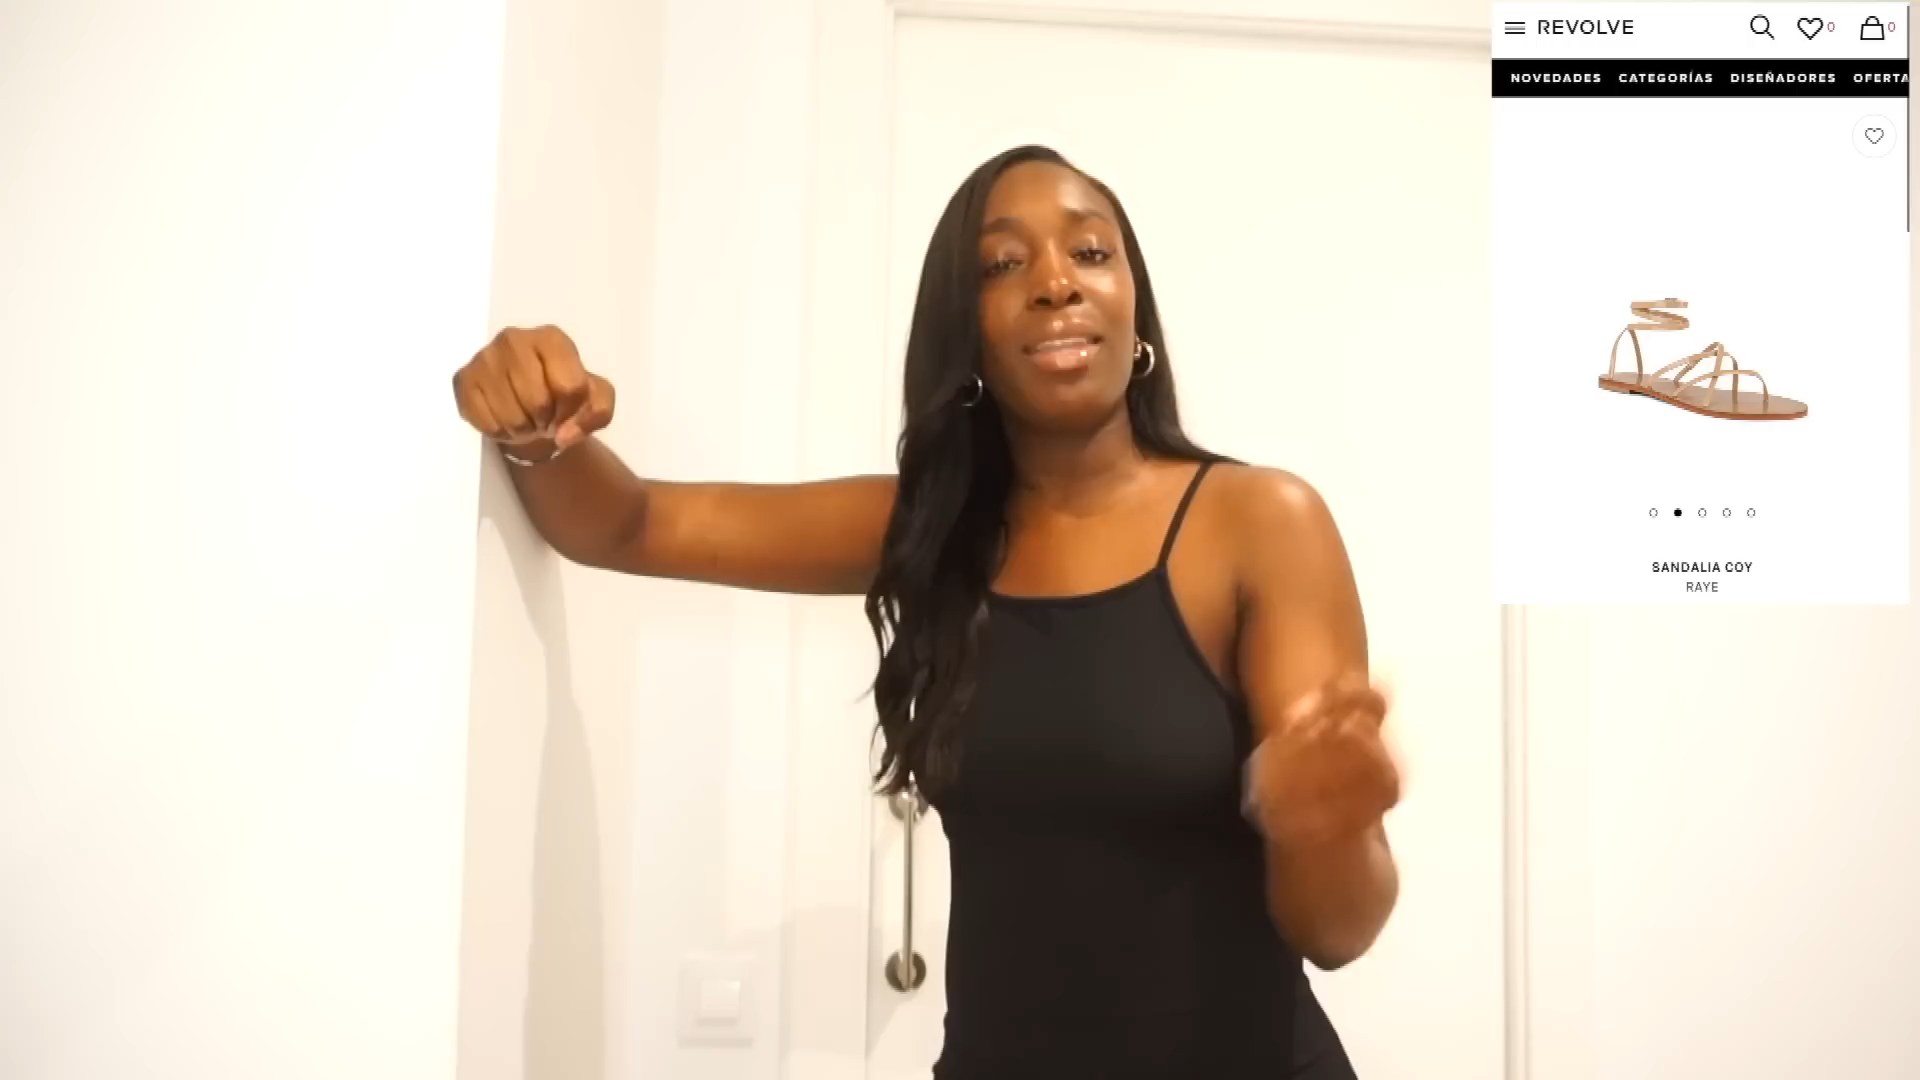 REVOLVE
0
0
NOVEDADES CATEGORÍAS DISEÑADORES OFERTA
SANDALIA COY
RAYE